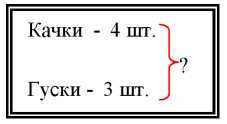 Качки - 4 шт.
?
Гуски - 3 шт.